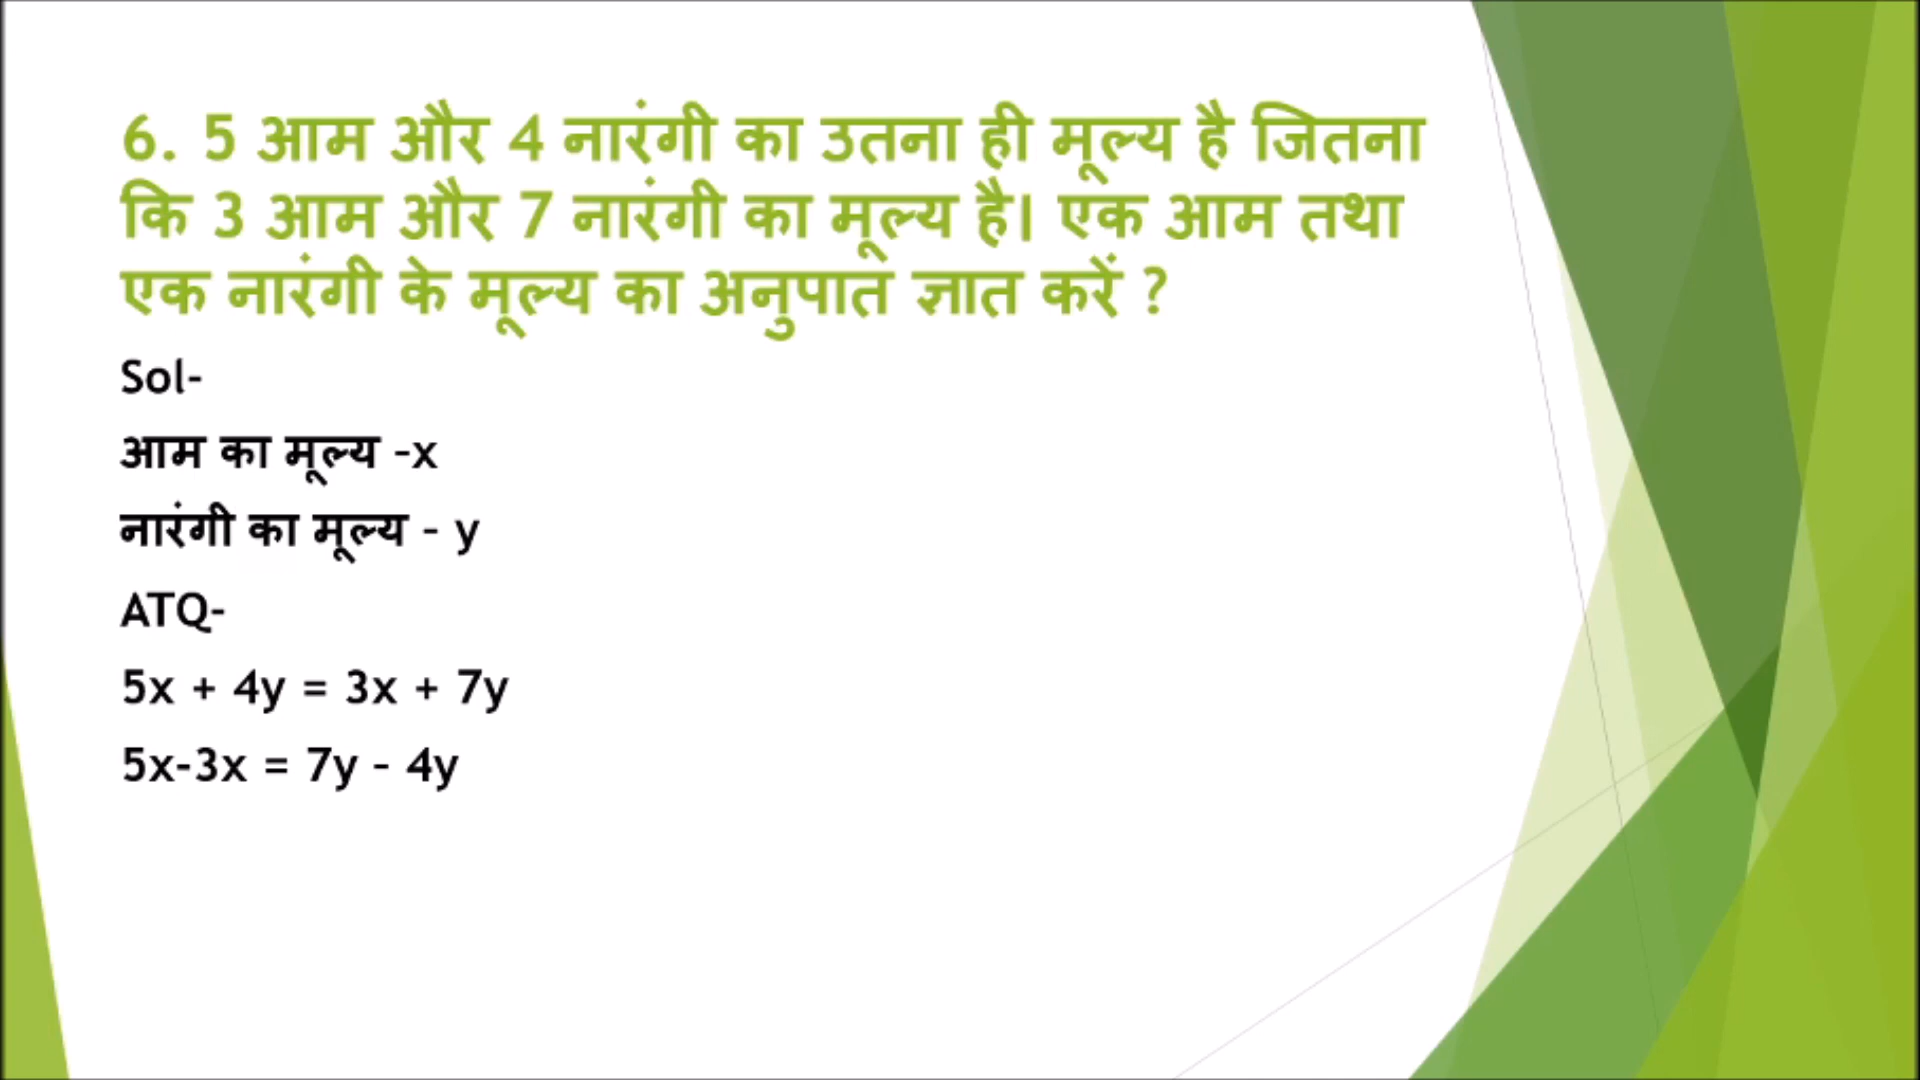 6. 5 आम और 4 नारंगी का उतना ही मूल्य है जितना
कि 3 आम और 7 नारंगी का मूल्य है। एक आम तथा
एक नारंगी के मूल्य का अनुपात ज्ञात करें ?
Sol-
आम का मूल्य -x
नारंगी का मूल्य - y
ATQ-
5x + 4y = 3x + 7y
5x-3x = 7y - 4y